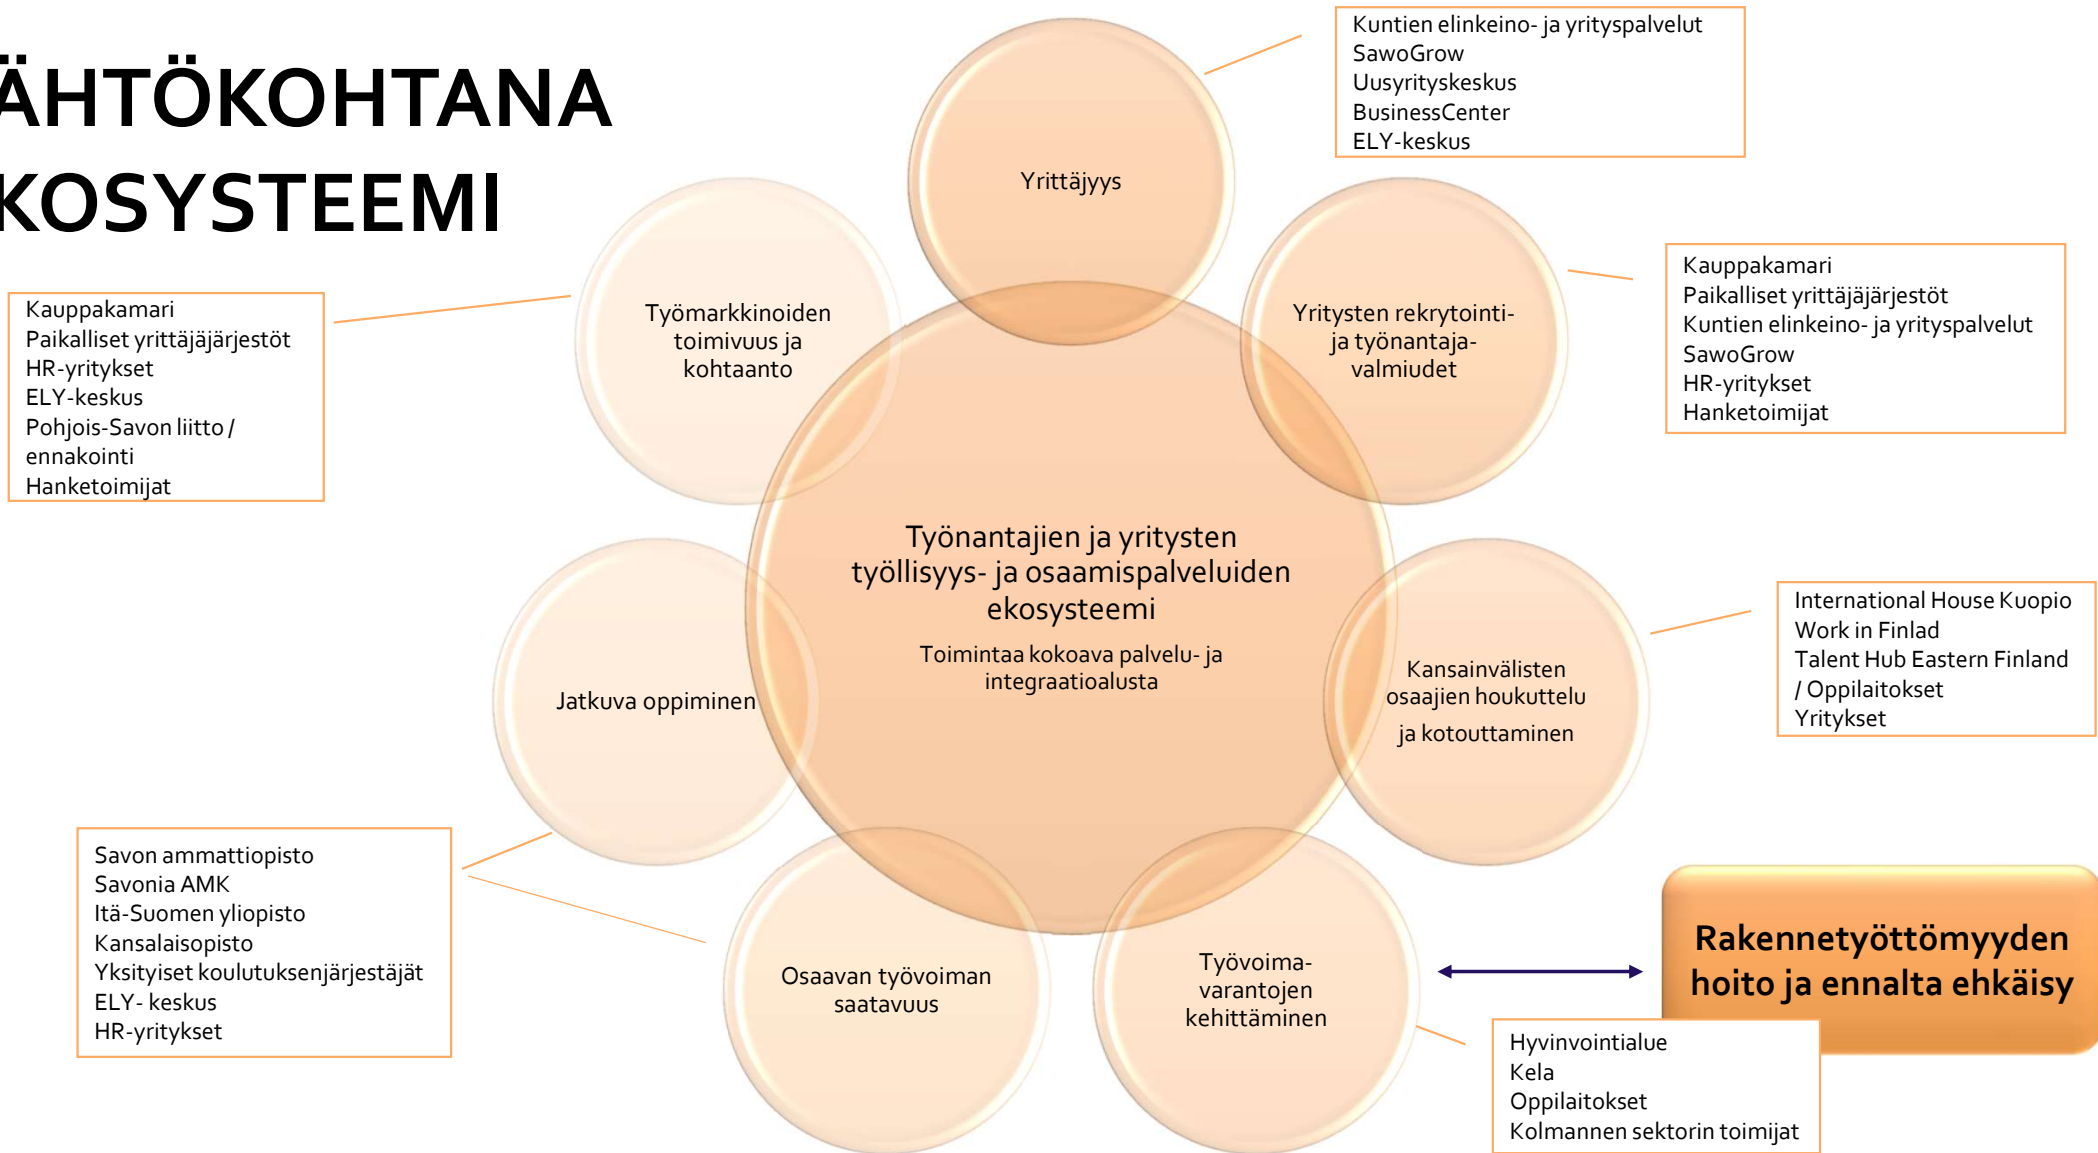 ÄHTÖKOHTANA
KOSYSTEEMI
Yrittäjyys
Kuntien elinkeino- ja yrityspalvelut
SawoGrow
Uusyrityskeskus
BusinessCenter
ELY-keskus
Yritysten rekrytointi-
ja työnantaja-
valmiudet
Kauppakamari
Paikalliset yrittäjäjärjestöt
Kuntien elinkeino- ja yrityspalvelut
SawoGrow
HR-yritykset
Hanketoimijat
Työmarkkinoiden
toimivuus ja
kohtaanto
Kauppakamari
Paikalliset yrittäjäjärjestöt
HR-yritykset
ELY-keskus
Pohjois-Savon liitto /
ennakointi
Hanketoimijat
Työnantajien ja yritysten
työllisyys- ja osaamispalveluiden
ekosysteemi
Toimintaa kokoava palvelu- ja
integraatioalusta
Kansainvälisten
osaajien houkuttelu
ja kotouttaminen
International House Kuopio
Work in Finlad
Talent Hub Eastern Finland
/ Oppilaitokset
Yritykset
Jatkuva oppiminen
Savon ammattiopisto
Savonia AMK
Itä-Suomen yliopisto
Kansalaisopisto
Yksityiset koulutuksenjärjestäjät
ELY- keskus
HR-yritykset
Osaavan työvoiman
saatavuus
Työvoima-
varantojen
kehittäminen
Rakennetyöttömyyden
hoito ja ennalta ehkäisy
Hyvinvointialue
Kela
Oppilaitokset
Kolmannen sektorin toimijat